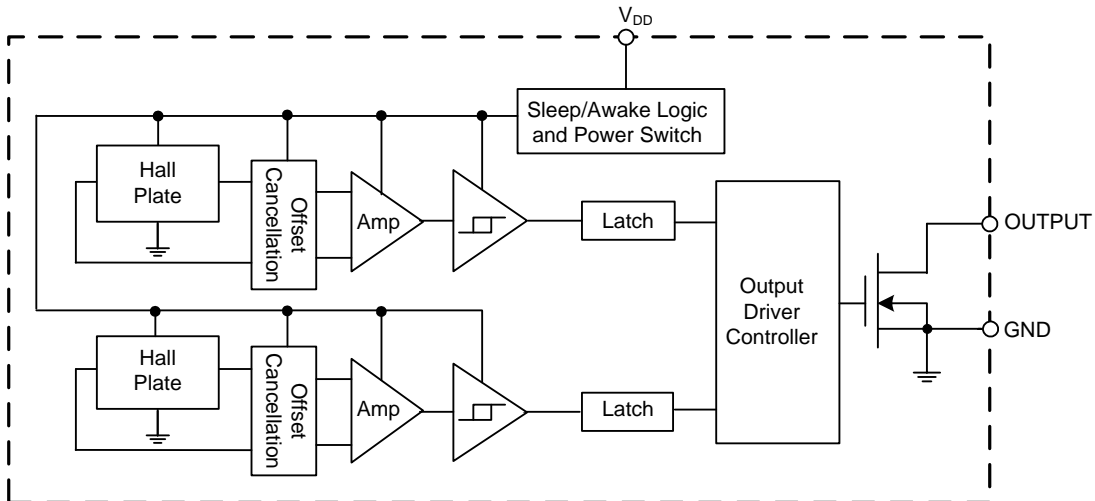 VDD
Sleep/Awake Logic
and Power Switch
Hall
Plate
Offset
Cancellation
Amp
Latch
OUTPUT
Output
Driver
Controller
GND
Hall
Plate
Offset
Cancellation
Amp
Latch